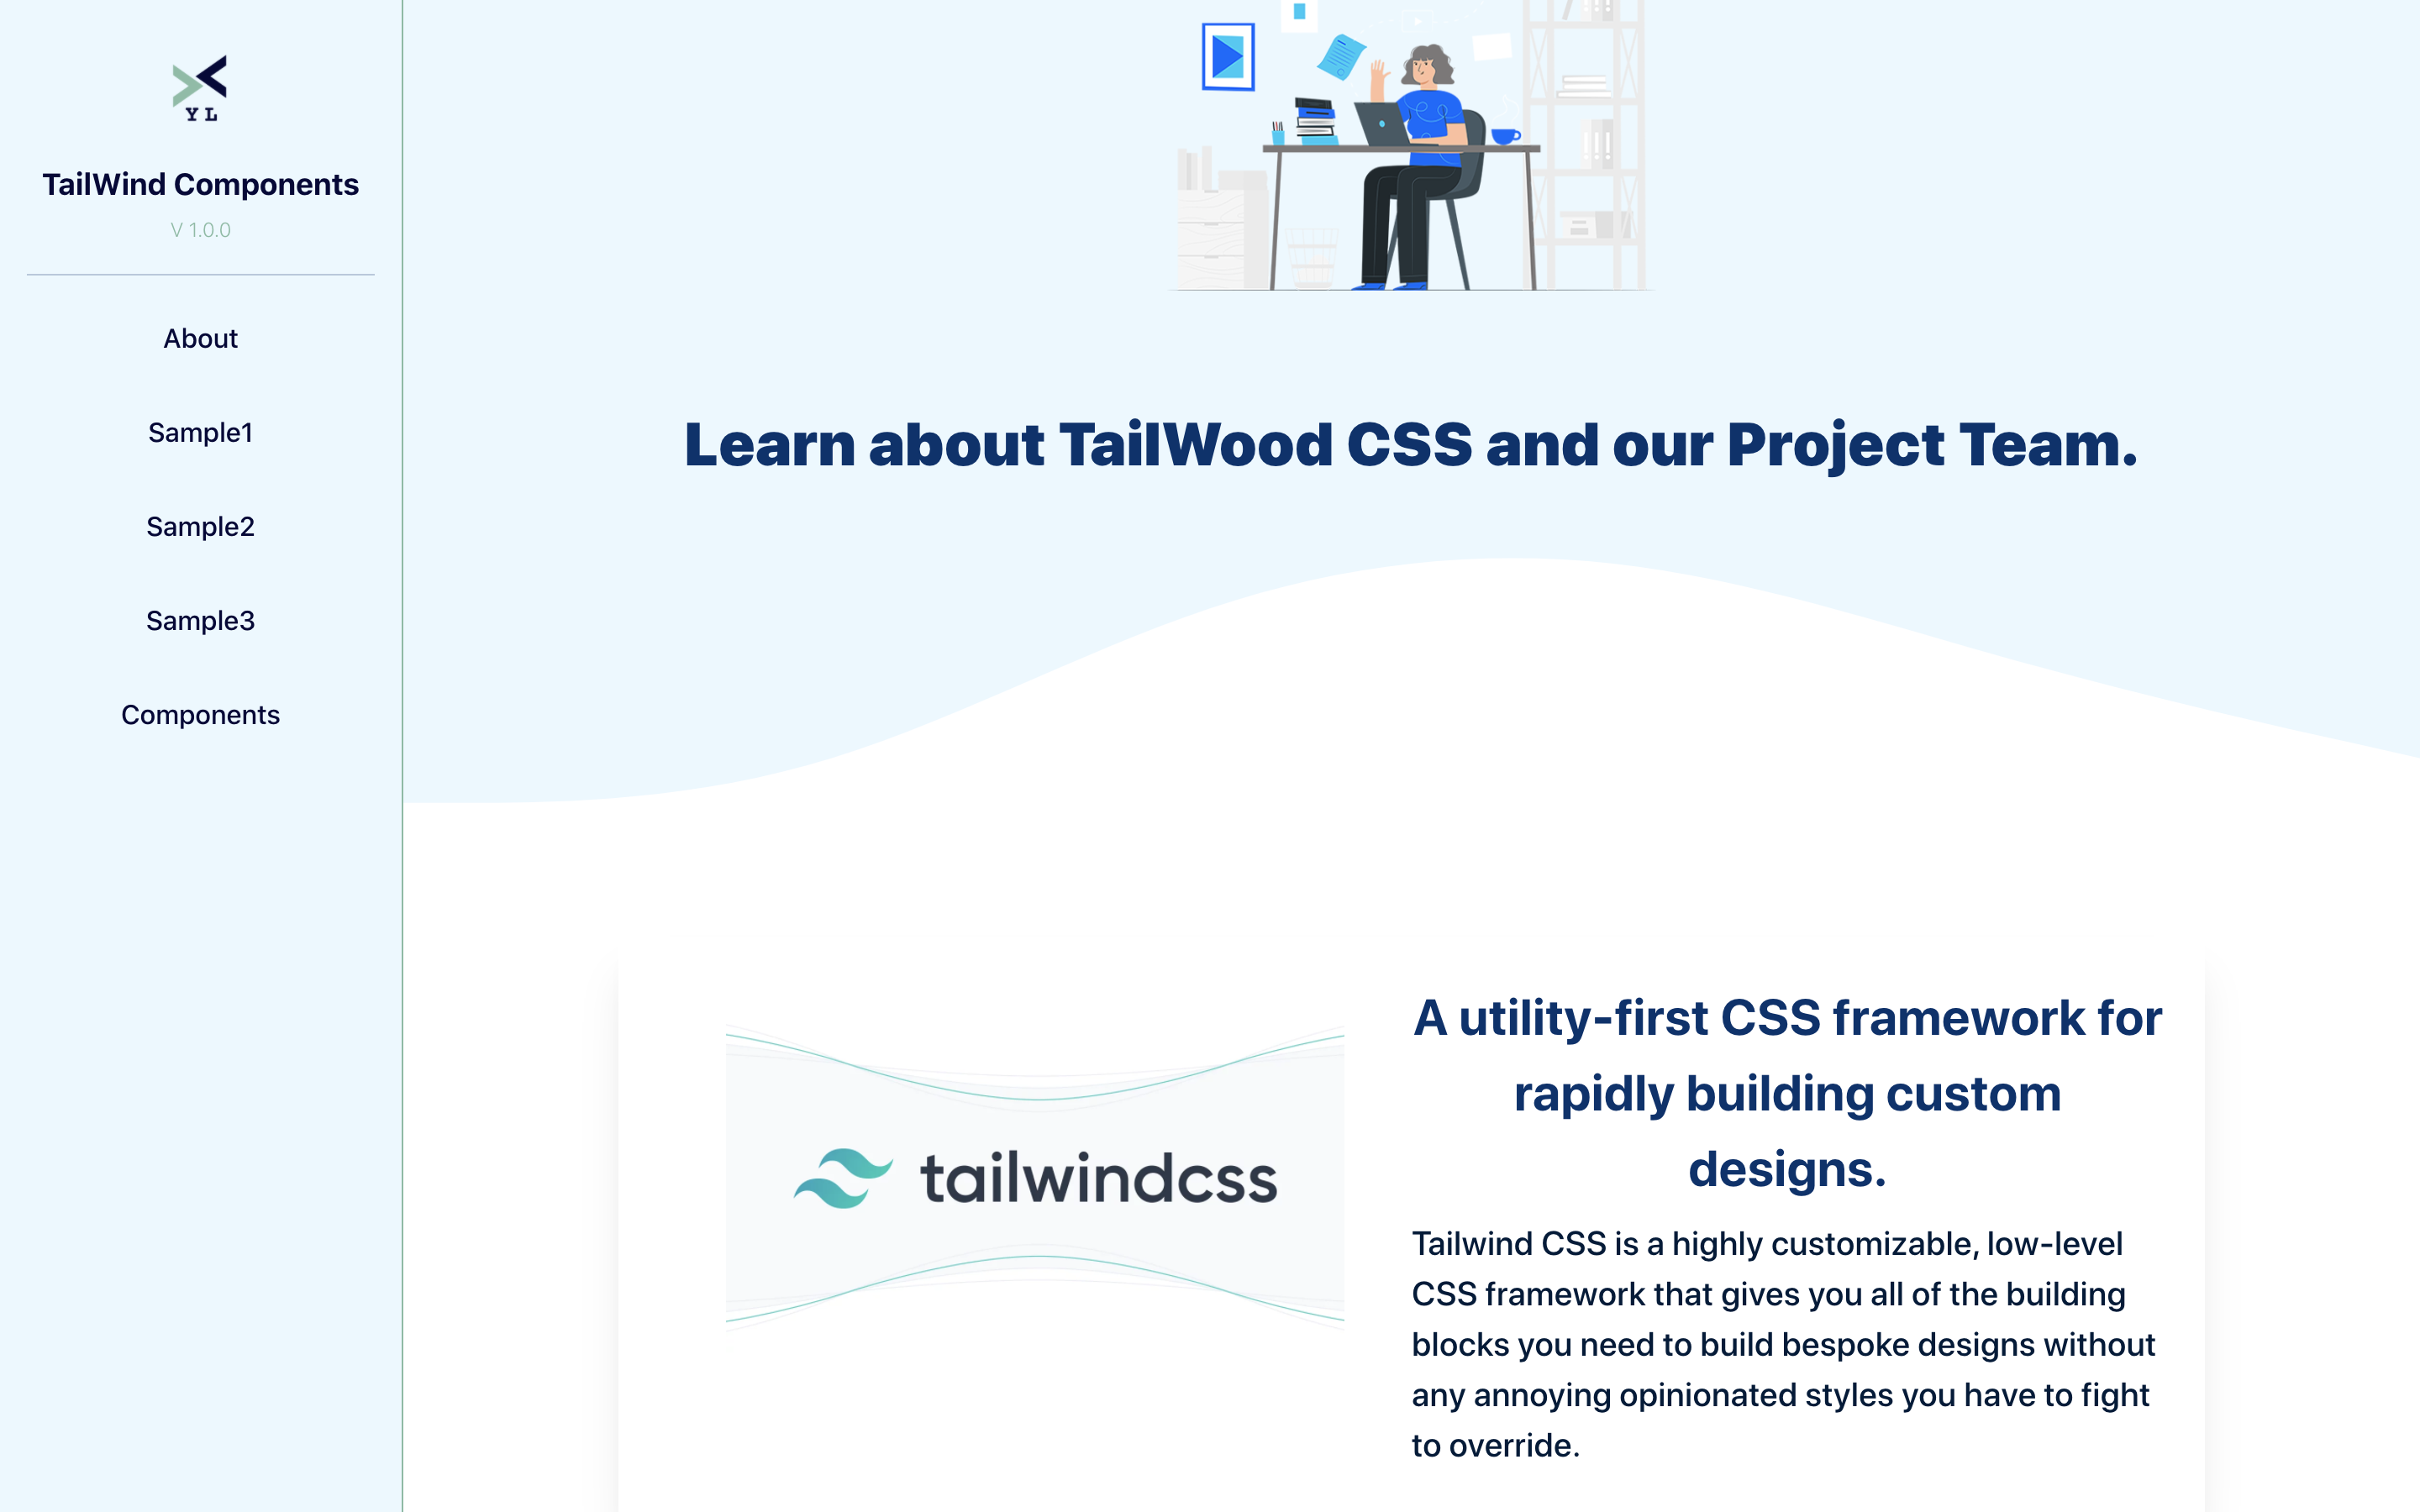 Y L
TailWind Components
V 1.0.0
About
Sample1
Sample2
Sample3
Components
Learn about TailWood CSS and our Project Team.
tailwindcss
A utility-first CSS framework for
rapidly building custom
designs.
Tailwind CSS is a highly customizable, low-level
CSS framework that gives you all of the building
blocks you need to build bespoke designs without
any annoying opinionated styles you have to fight
to override.